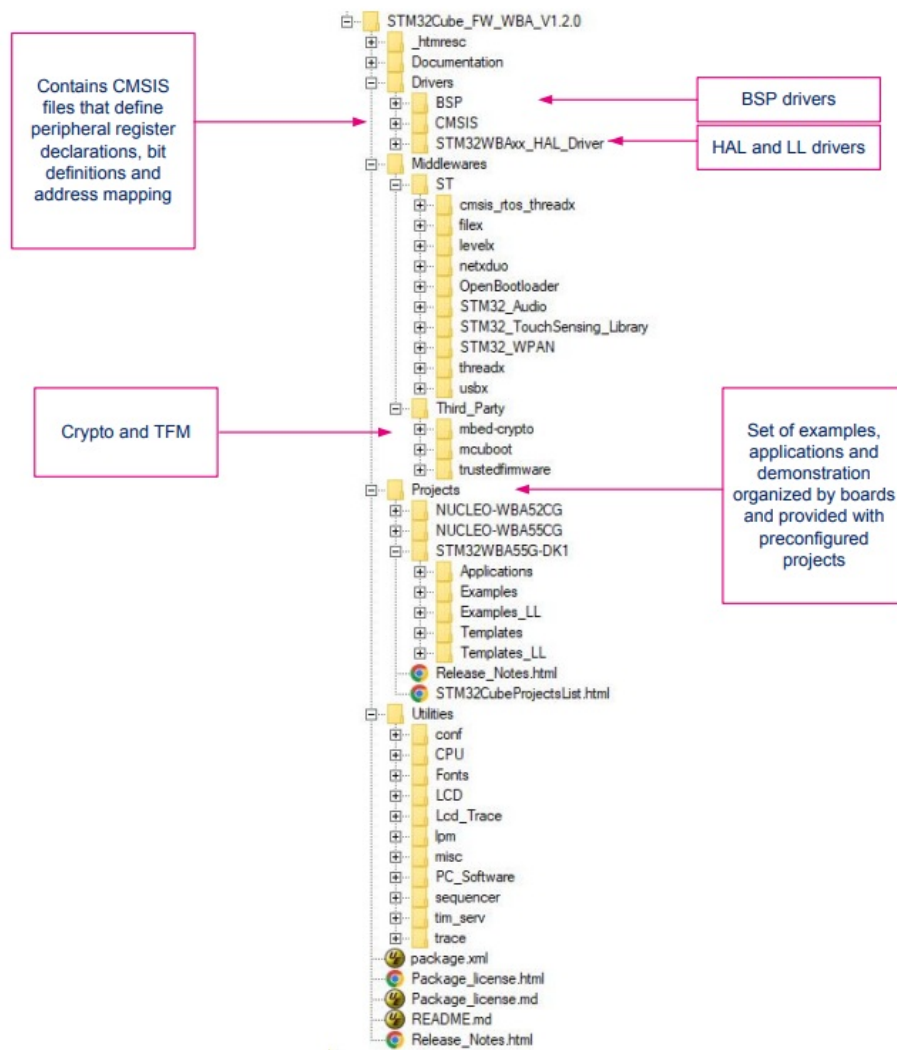 STM32Cube_FW_WBA_V1.2.0
_htmresc
Documentation
Drivers
BSP
CMSIS
STM32WBAxx_HAL_Driver
Middlewares
ST
cmsis_rtos_threadx
filex
levelx
netxduo
OpenBootloader
STM32_Audio
STM32_TouchSensing_Library
STM32_WPAN
threadx
usbx
Third_Party
mbed-crypto
mcuboot
trustedfirmware
Projects
NUCLEO-WBA52CG
NUCLEO-WBA55CG
STM32WBA55G-DK1
Applications
Examples
Examples_LL
Templates
Templates_LL
Release_Notes.html
STM32CubeProjectsList.html
Utilities
conf
CPU
Fonts
LCD
Lcd_Trace
lpm
misc
PC_Software
sequencer
tim_serv
trace
package.xml
Package_license.html
Package_license.md
README.md
Release_Notes.html
Contains CMSIS
files that define
peripheral register
declarations, bit
definitions and
address mapping
BSP drivers
HAL and LL drivers
Crypto and TFM
Set of examples,
applications and
demonstration
organized by boards
and provided with
preconfigured
projects